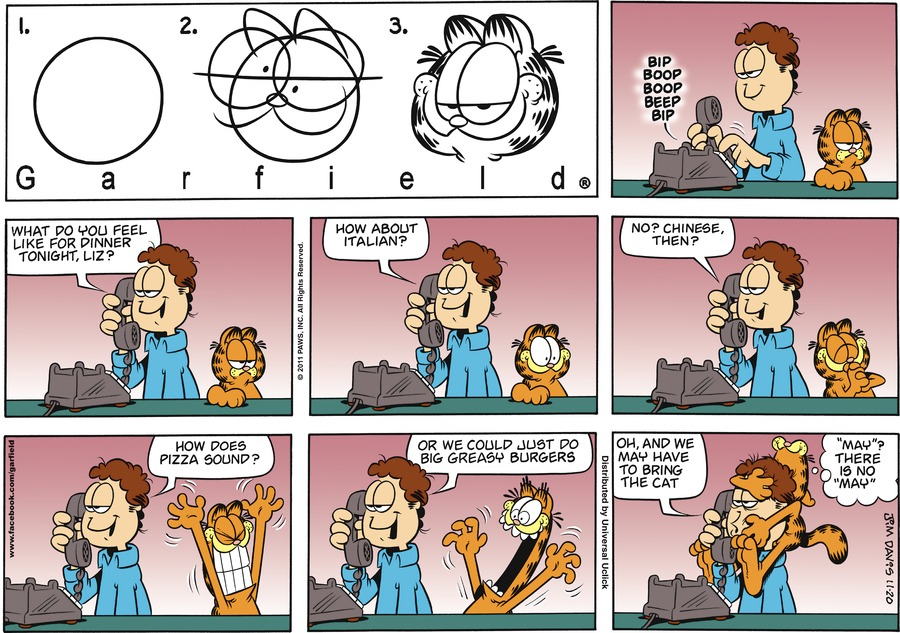 1.
2.
3.
G a r f i e l d ®
BIP
BOOP
BOOP
BEEP
BIP
WHAT DO YOU FEEL
LIKE FOR DINNER
TONIGHT, LIZ?
© 2011 PAWS, INC. All Rights Reserved.
HOW ABOUT
ITALIAN?
NO? CHINESE,
THEN?
www.facebook.com/garfield
HOW DOES
PIZZA SOUND?
OR WE COULD JUST DO
BIG GREASY BURGERS
Distributed by Universal Uclick
OH, AND WE
MAY HAVE
TO BRING
THE CAT
"MAY"?
THERE
IS NO
"MAY"
JIM DAVIS 11-20